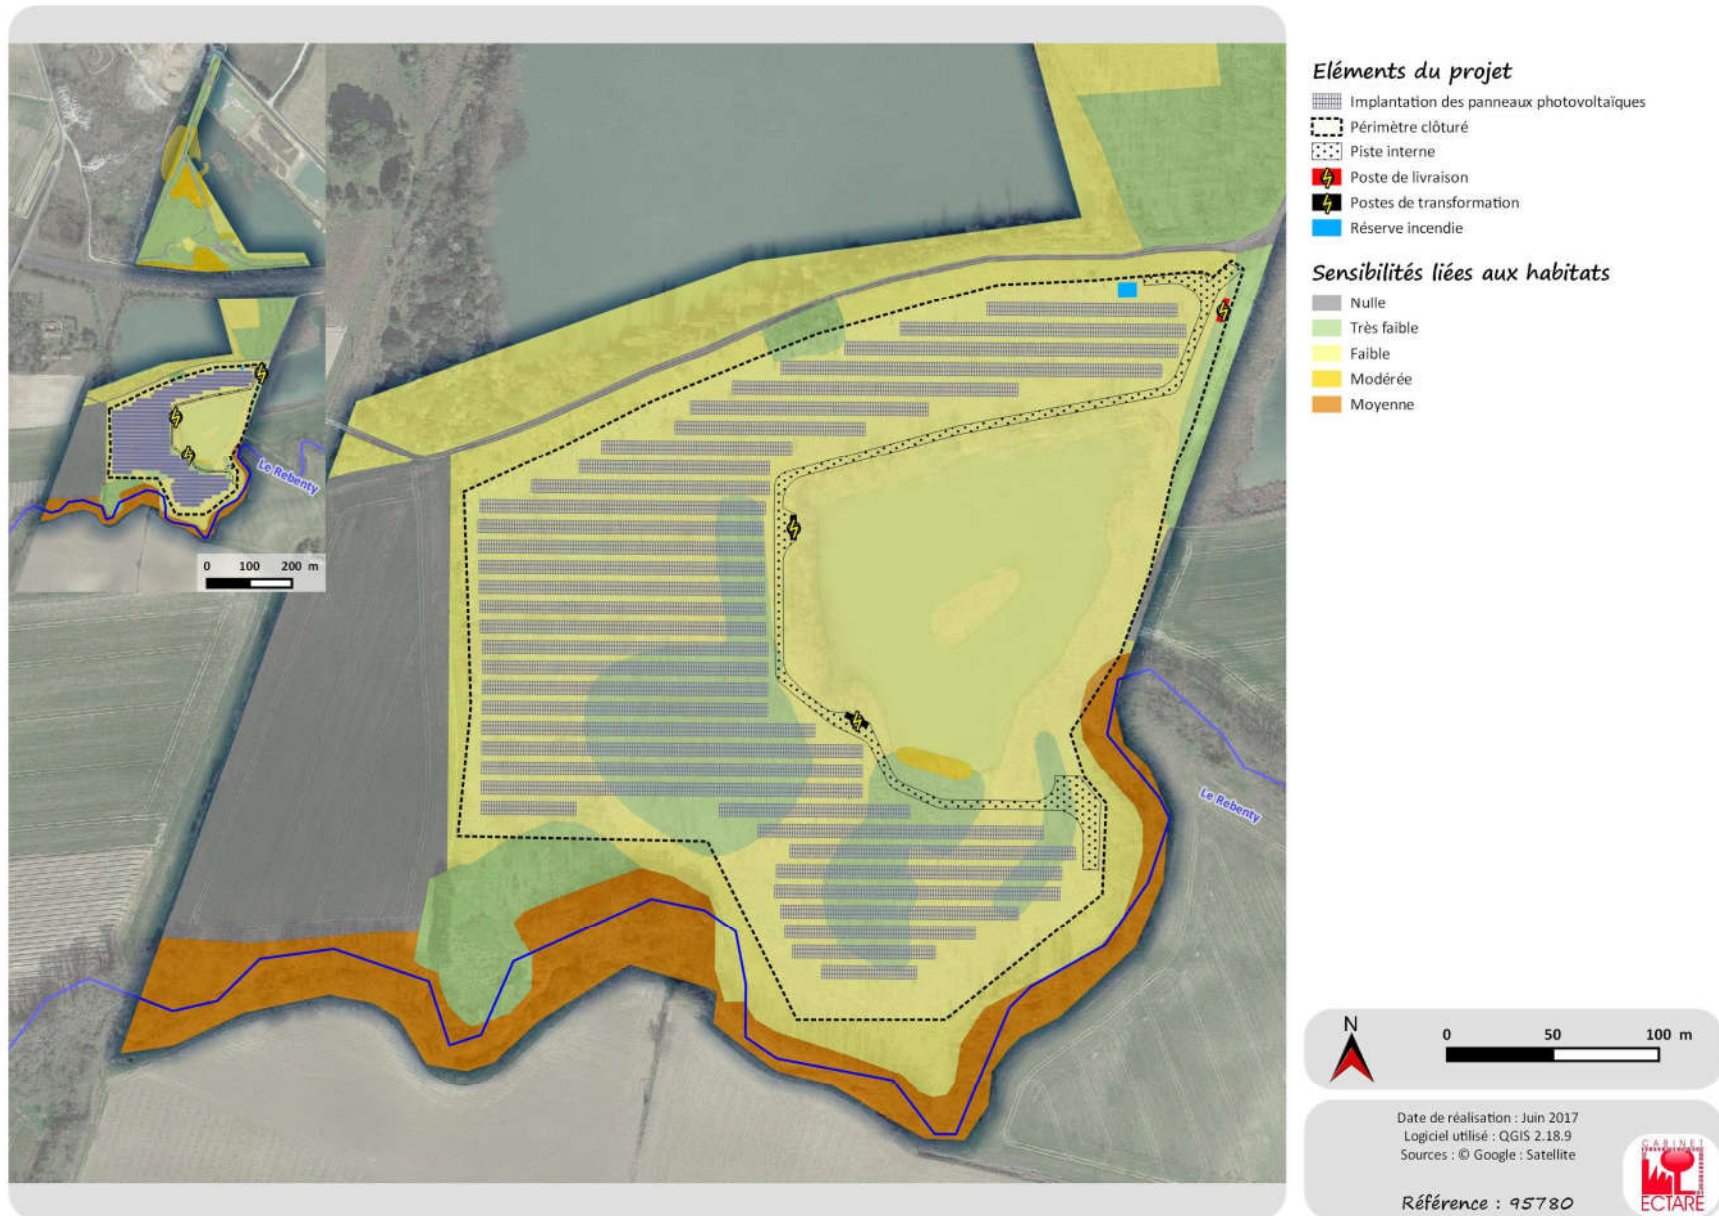 Eléments du projet
Implantation des panneaux photovoltaïques
Périmètre clôturé
Piste interne
Poste de livraison
Postes de transformation
Réserve incendie
Sensibilités liées aux habitats
Nulle
Très faible
Faible
Modérée
Moyenne
Le Rebenty
0 100 200 m
Le Rebenty
N
0 50 100 m
Date de réalisation : Juin 2017
Logiciel utilisé : QGIS 2.18.9
Sources : © Google : Satellite
Référence : 95780
CABINET
ECTARE